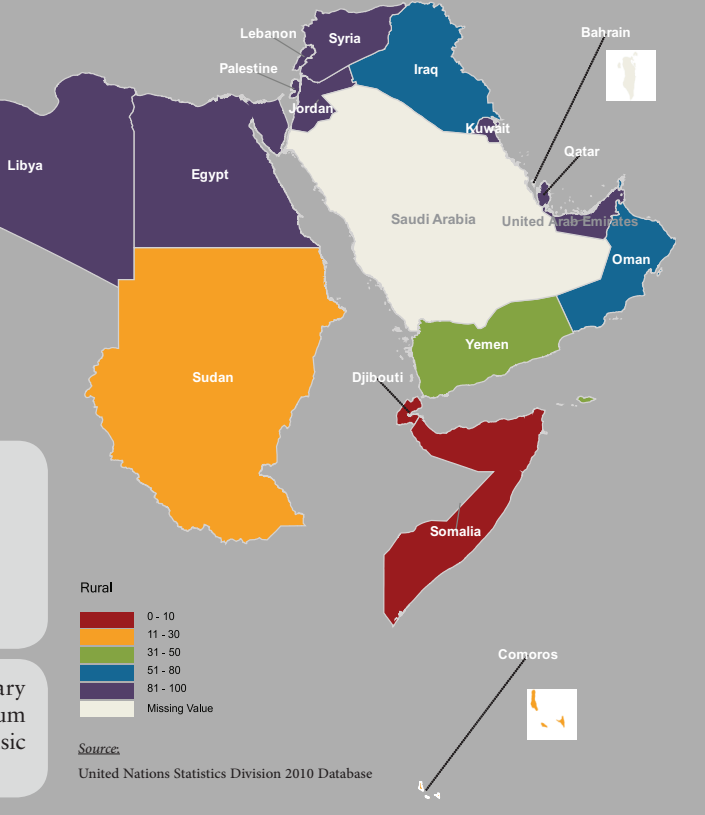 Lebanon
Syria
Bahrain
Palestine
Iraq
Jordan
Kuwait
Qatar
Libya
Egypt
Saudi Arabia
United Arab Emirates
Oman
Yemen
Sudan
Djibouti
Somalia
Rural
0 - 10
11 - 30
31 - 50
51 - 80
81 - 100
Missing Value
Comoros
ary
um
sic
Source:
United Nations Statistics Division 2010 Database